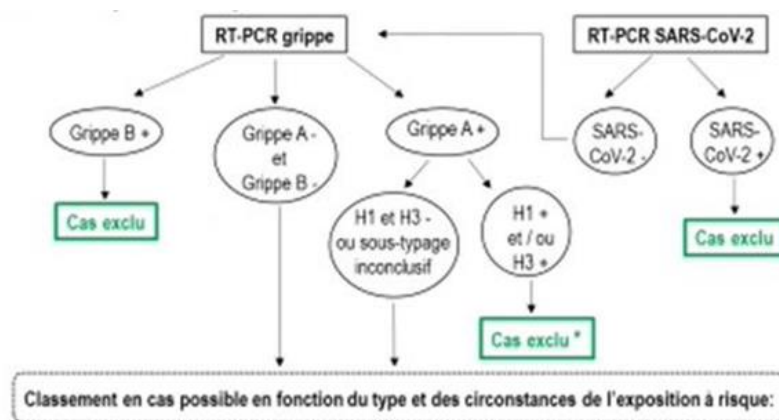 RT-PCR grippe
RT-PCR SARS-CoV-2
Grippe B +
Grippe A -
et
Grippe B -
Grippe A +
SARS-
CoV-2 -
SARS-
CoV-2 +
Cas exclu
H1 et H3 -
ou sous-typage
inconclusif
H1 +
et / ou
H3 +
Cas exclu
Cas exclu *
Classement en cas possible en fonction du type et des circonstances de l'exposition à risque: